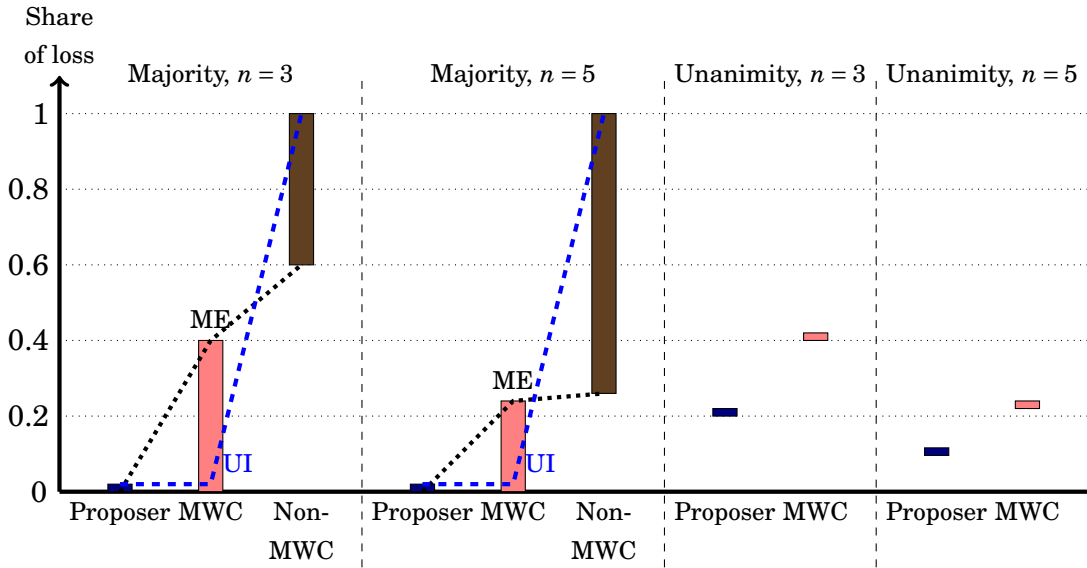 Share
of loss
Majority, n = 3
Majority, n = 5
Unanimity, n = 3
Unanimity, n = 5
1
0.8
0.6
0.4
0.2
0
ME
UI
ME
UI
Proposer MWC Non-
MWC
Proposer MWC Non-
MWC
Proposer MWC
Proposer MWC